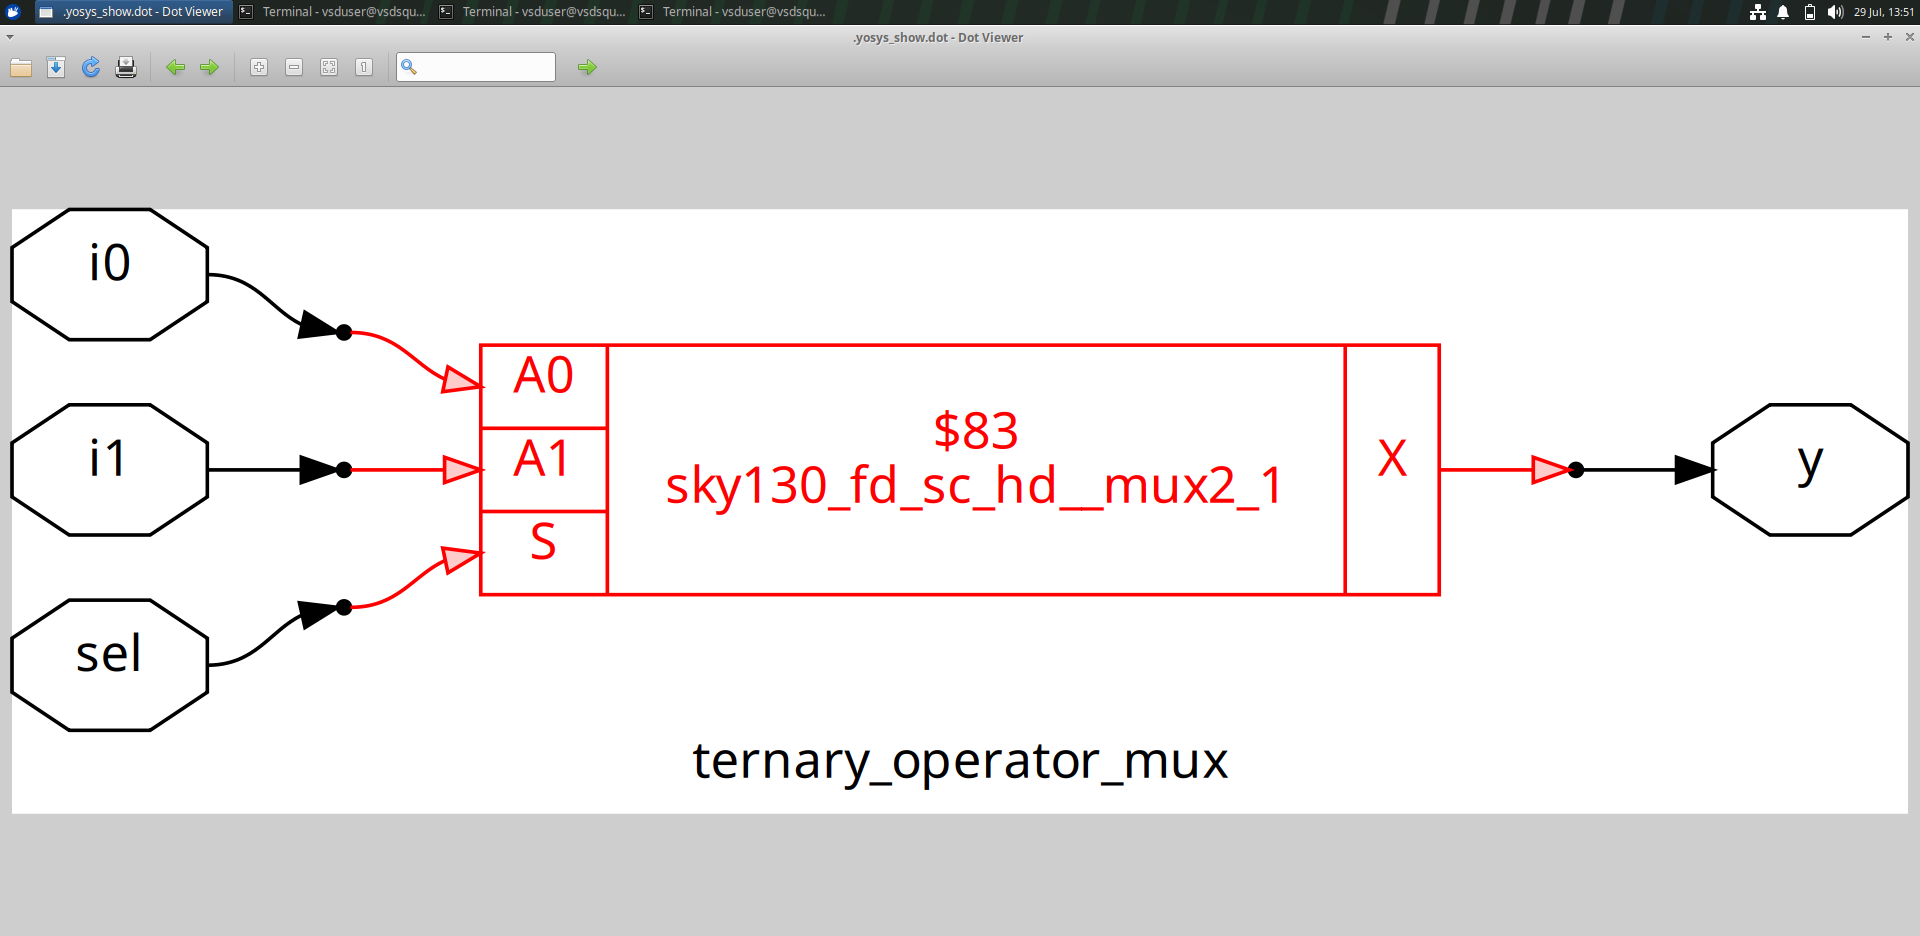 .yosys_show.dot - Dot Viewer
Terminal - vsduser@vsdsqu...
Terminal - vsduser@vsdsqu...
Terminal - vsduser@vsdsqu...
29 Jul, 13:51
.yosys_show.dot - Dot Viewer
i0
i1
sel
A0
A1
S
$83
sky130_fd_sc_hd__mux2_1
X
y
ternary_operator_mux